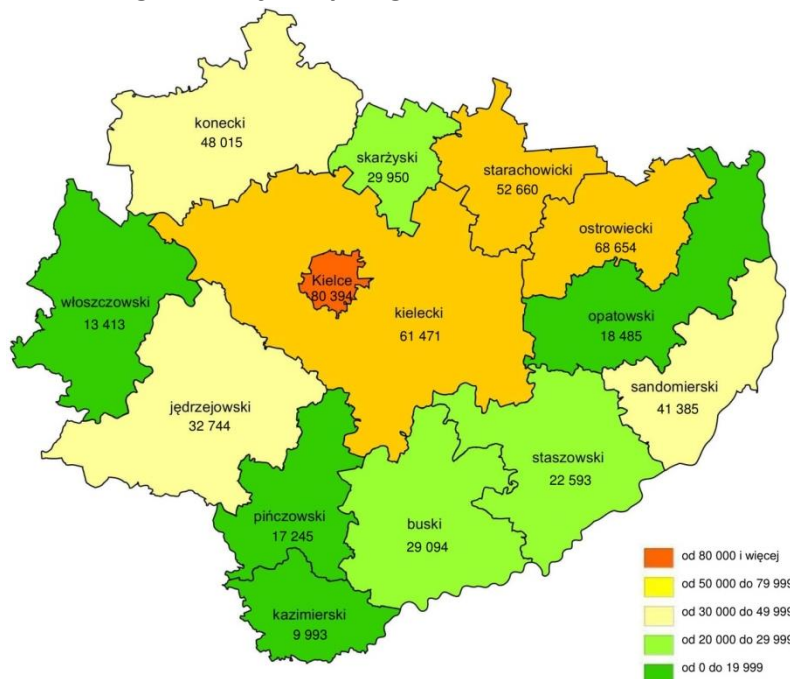 konecki
48 015
skarżyski
29 950
starachowicki
52 660
ostrowiecki
68 654
Kielce
80 394
włoszczowski
13 413
kielecki
61 471
opatowski
18 485
sandomierski
41 385
jędrzejowski
32 744
staszowski
22 593
pińczowski
17 245
buski
29 094
kazimierski
9 993
od 80 000 i więcej
od 50 000 do 79 999
od 30 000 do 49 999
od 20 000 do 29 999
od 0 do 19 999